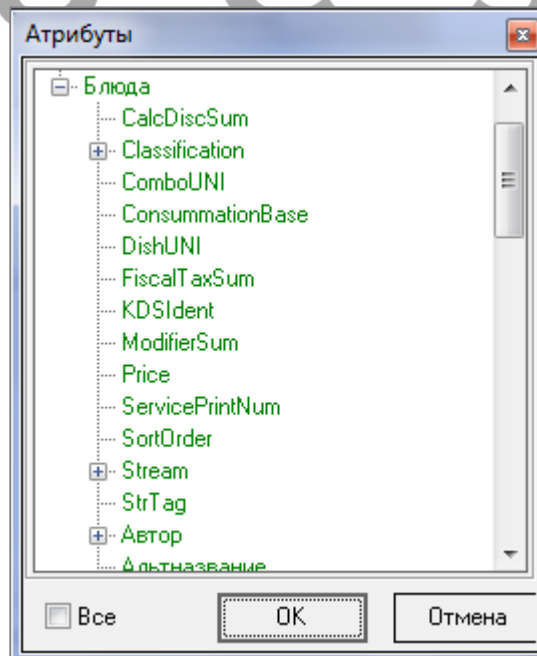 Атрибуты
Блюда
CalcDiscSum
Classification
ComboUNI
ConsummationBase
DishUNI
FiscalTaxSum
KDSIdent
ModifierSum
Price
ServicePrintNum
SortOrder
Stream
StrTag
Автор
Альтназвание
Все
OK
Отмена